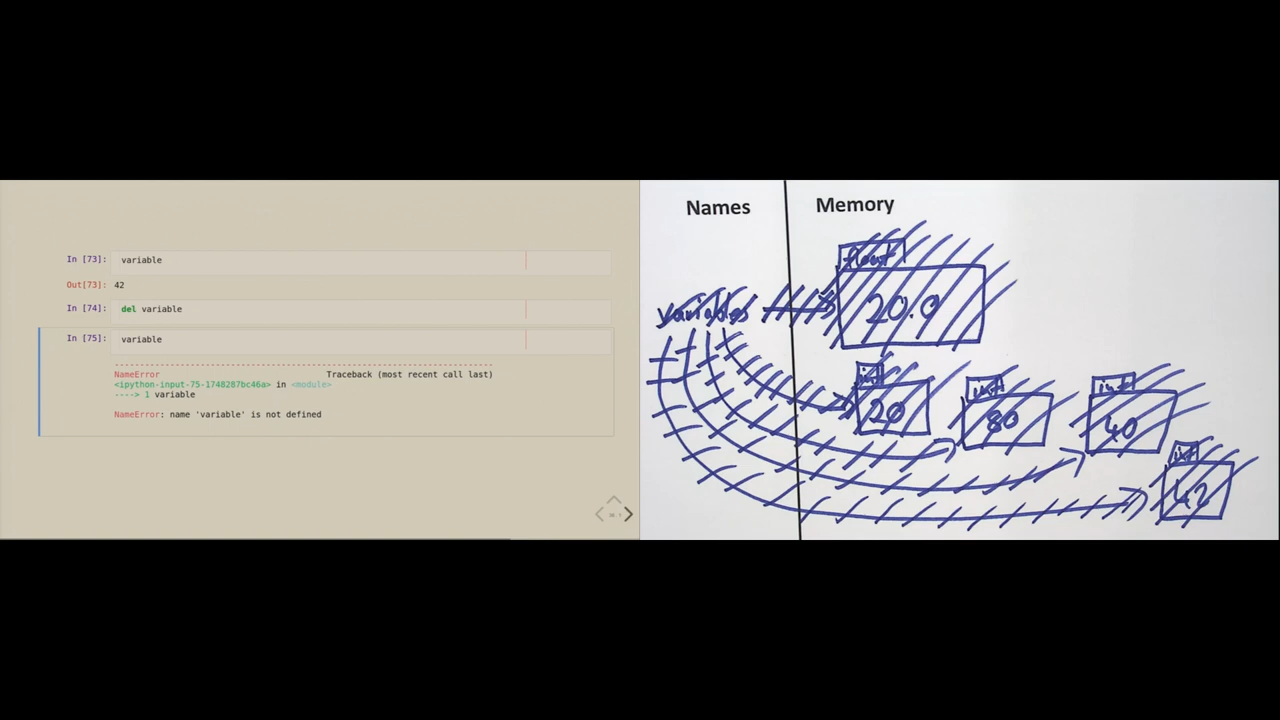 In [73]: variable
Out[73]: 42
In [74]: del variable
In [75]: variable
---------------------------------------------------------------------------
NameError Traceback (most recent call last)
<ipython-input-75-1748287bc46a> in <module>
----> 1 variable
NameError: name 'variable' is not defined
Names Memory
float
variables 20.0
int int int
20 80 40
int
42